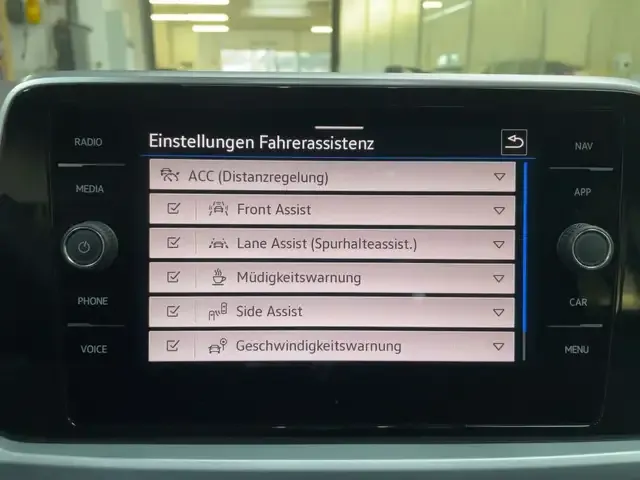 RADIO
MEDIA
PHONE
VOICE
Einstellungen Fahrerassistenz
ACC (Distanzregelung)
Front Assist
Lane Assist (Spurhalteassist.)
Müdigkeitswarnung
Side Assist
Geschwindigkeitswarnung
NAV
APP
CAR
MENU